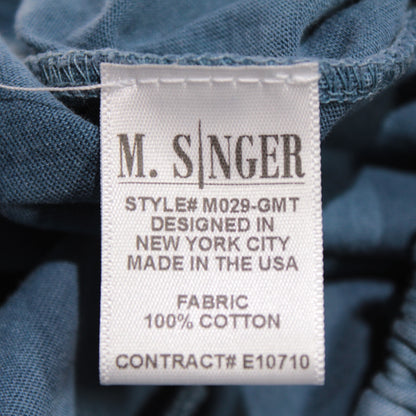 M. SINGER
STYLE# M029-GMT
DESIGNED IN
NEW YORK CITY
MADE IN THE USA
FABRIC
100% COTTON
CONTRACT# E10710